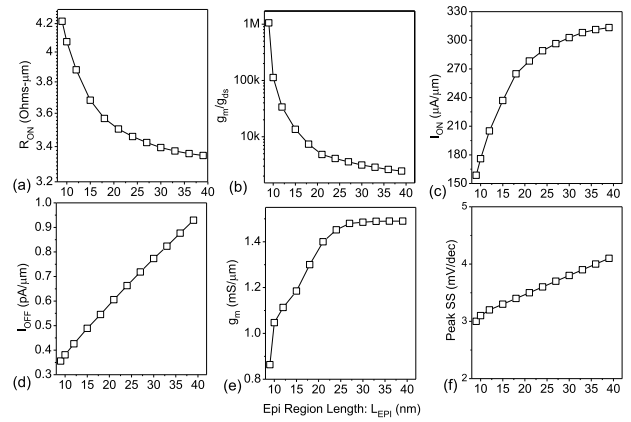 4.2
4
3.8
3.6
3.4
3.2
R_ON (Ohms-μm)
10 15 20 25 30 35 40
(a)
1M
100k
10k
g_m/g_ds
10 15 20 25 30 35 40
(b)
330
300
270
240
210
180
150
I_ON (μA/μm)
10 15 20 25 30 35 40
(c)
1.0
0.9
0.8
0.7
0.6
0.5
0.4
0.3
I_OFF (pA/μm)
10 15 20 25 30 35 40
(d)
1.6
1.4
1.2
1.0
0.8
g_m (mS/μm)
10 15 20 25 30 35 40
(e)
Epi Region Length: L_EPI (nm)
5
4
3
2
Peak SS (mV/dec)
10 15 20 25 30 35 40
(f)